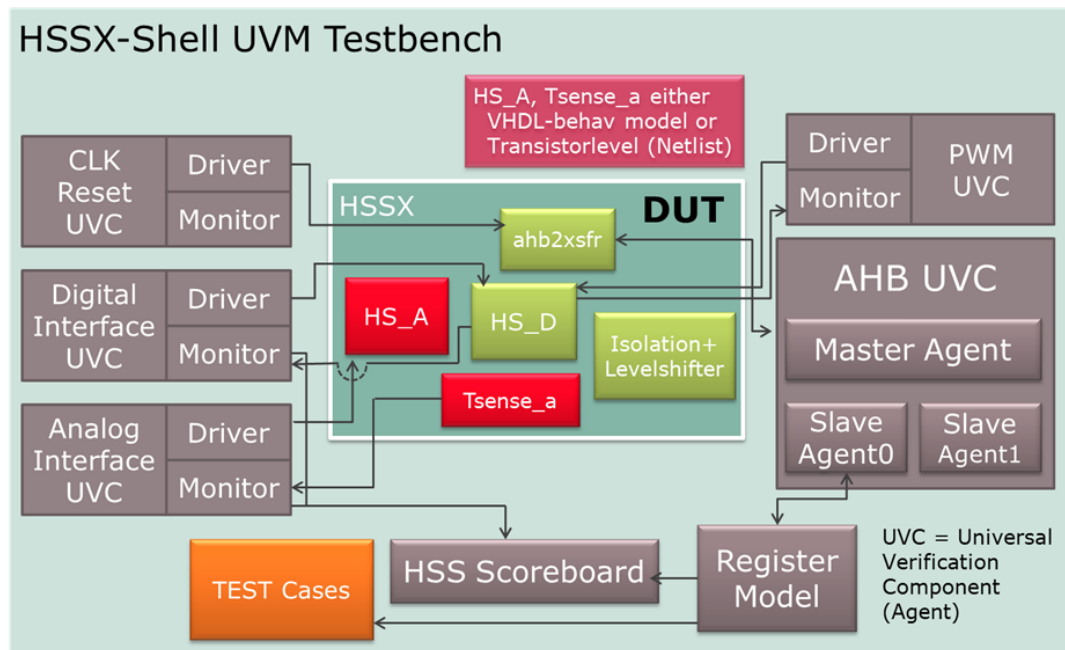 HSSX-Shell UVM Testbench
HS_A, Tsense_a either
VHDL-behav model or
Transistorlevel (Netlist)
CLK
Reset
UVC
Driver
Monitor
Driver
Monitor
PWM
UVC
HSSX
DUT
ahb2xsfr
Digital
Interface
UVC
Driver
Monitor
HS_A
HS_D
Isolation+
Levelshifter
Tsense_a
AHB UVC
Master Agent
Slave
Agent0
Slave
Agent1
Analog
Interface
UVC
Driver
Monitor
TEST Cases
HSS Scoreboard
Register
Model
UVC = Universal
Verification
Component
(Agent)